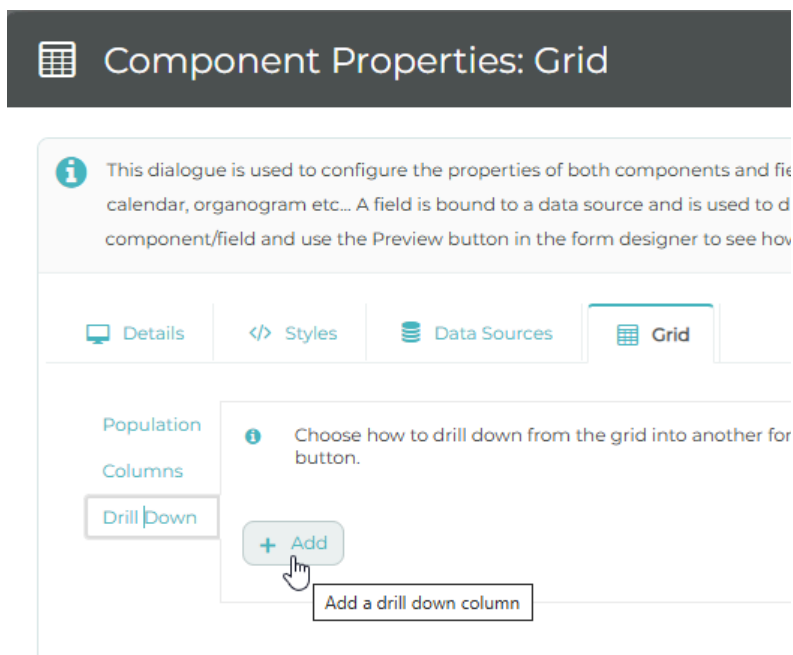 Component Properties: Grid
This dialogue is used to configure the properties of both components and
calendar, organogram etc... A field is bound to a data source and is used to
component/field and use the Preview button in the form designer to see
Details
</> Styles
Data Sources
Grid
Population
Columns
Drill Down
Choose how to drill down from the grid into another
button.
+ Add
Add a drill down column